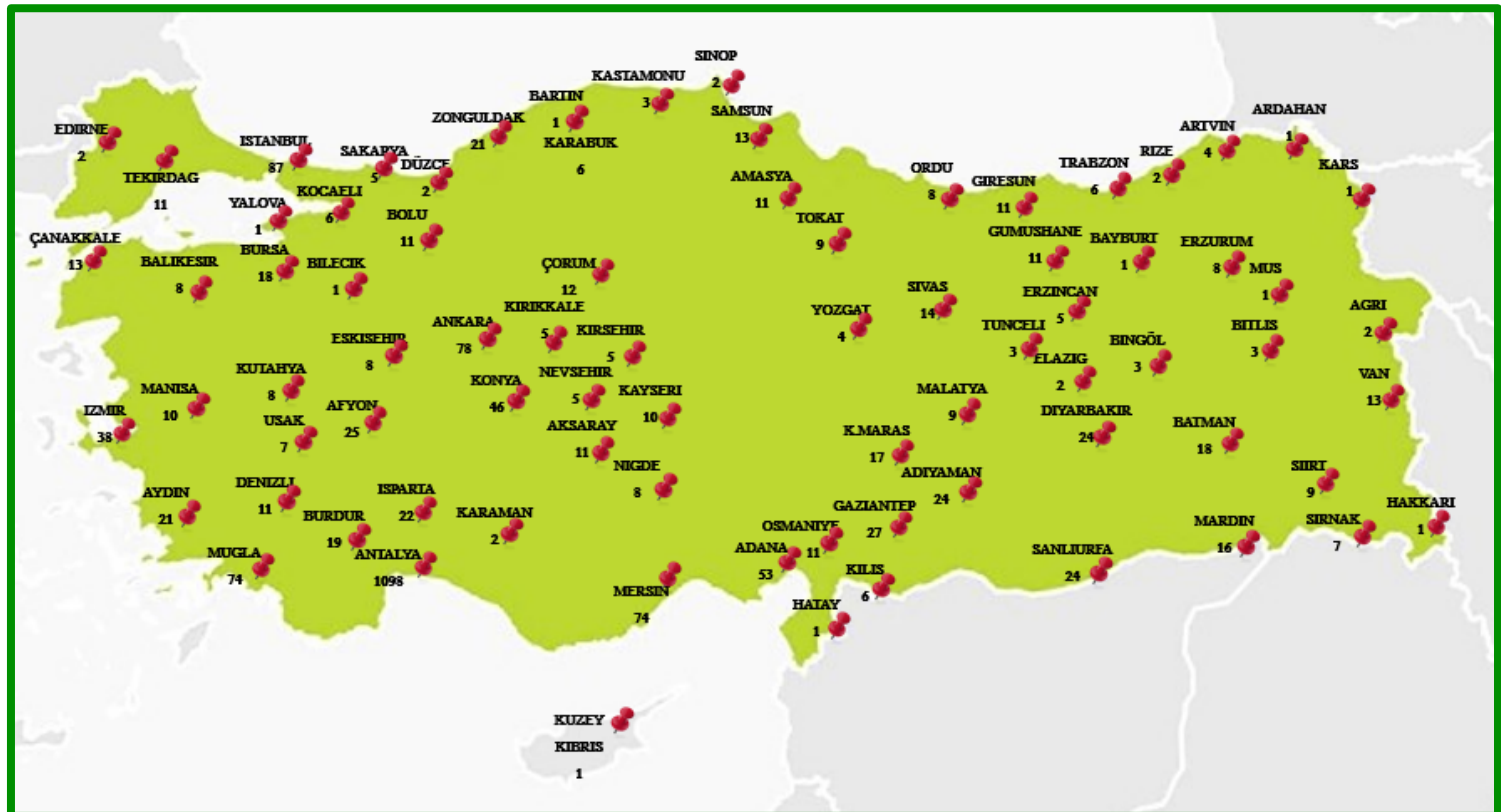 SINOP
2
KASTAMONU
3
BARTIN
1
ZONGULDAK
21
KARABUK
6
SAMSUN
13
ARDAHAN
1
ARTVIN
4
EDIRNE
2
ISTANBUL
87
SAKARYA
5
DÜZCE
2
TEKIRDAG
11
RIZE
2
TRABZON
6
KARS
1
ORDU
8
GIRESUN
11
AMASYA
11
KOCAELI
6
YALOVA
1
BOLU
11
TOKAT
9
GUMUSHANE
11
BAYBURT
1
ERZURUM
8
ÇANAKKALE
13
BALIKESIR
8
BURSA
18
BILECIK
1
ÇORUM
12
MUS
1
SIVAS
14
ERZINCAN
5
KIRIKKALE
5
AGRI
2
ANKARA
78
KIRSEHIR
5
YOZGAT
4
TUNCELI
3
BITLIS
3
ESKISEHIR
8
BINGÖL
3
ELAZIG
2
KUTAHYA
8
NEVSEHIR
5
VAN
13
MANISA
10
KONYA
46
KAYSERI
10
MALATYA
9
IZMIR
38
AFYON
25
USAK
7
AKSARAY
11
DIYARBAKIR
24
BATMAN
18
K.MARAS
17
NIGDE
8
SIIRT
9
ADIYAMAN
24
DENIZLI
11
ISPARTA
22
AYDIN
21
HAKKARI
1
GAZIANTEP
27
BURDUR
19
KARAMAN
2
OSMANIYE
11
MARDIN
16
SIRNAK
7
MUGLA
74
ANTALYA
1098
ADANA
53
SANLIURFA
24
KILIS
6
MERSIN
74
HATAY
1
KUZEY
KIBRIS
1